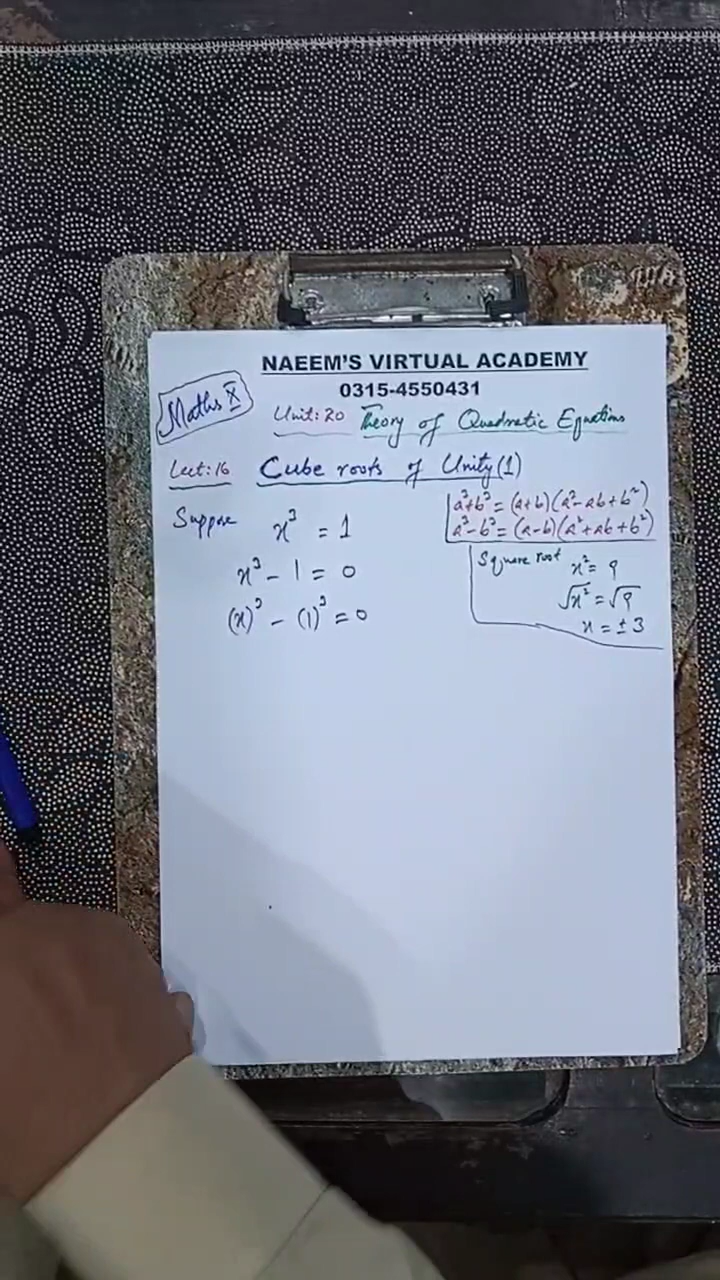 NAEEM'S VIRTUAL ACADEMY
0315-4550431
Maths X
Unit: 20 Theory of Quadratic Equations
Lect: 16 Cube roots of Unity (1)
a³+b³ = (a+b)(a²-ab+b²)
a³-b³ = (a-b)(a²+ab+b²)
Suppose x³ = 1
x³ - 1 = 0
(x)³ - (1)³ = 0
Square root x² = 9
√x² = √9
x = ± 3